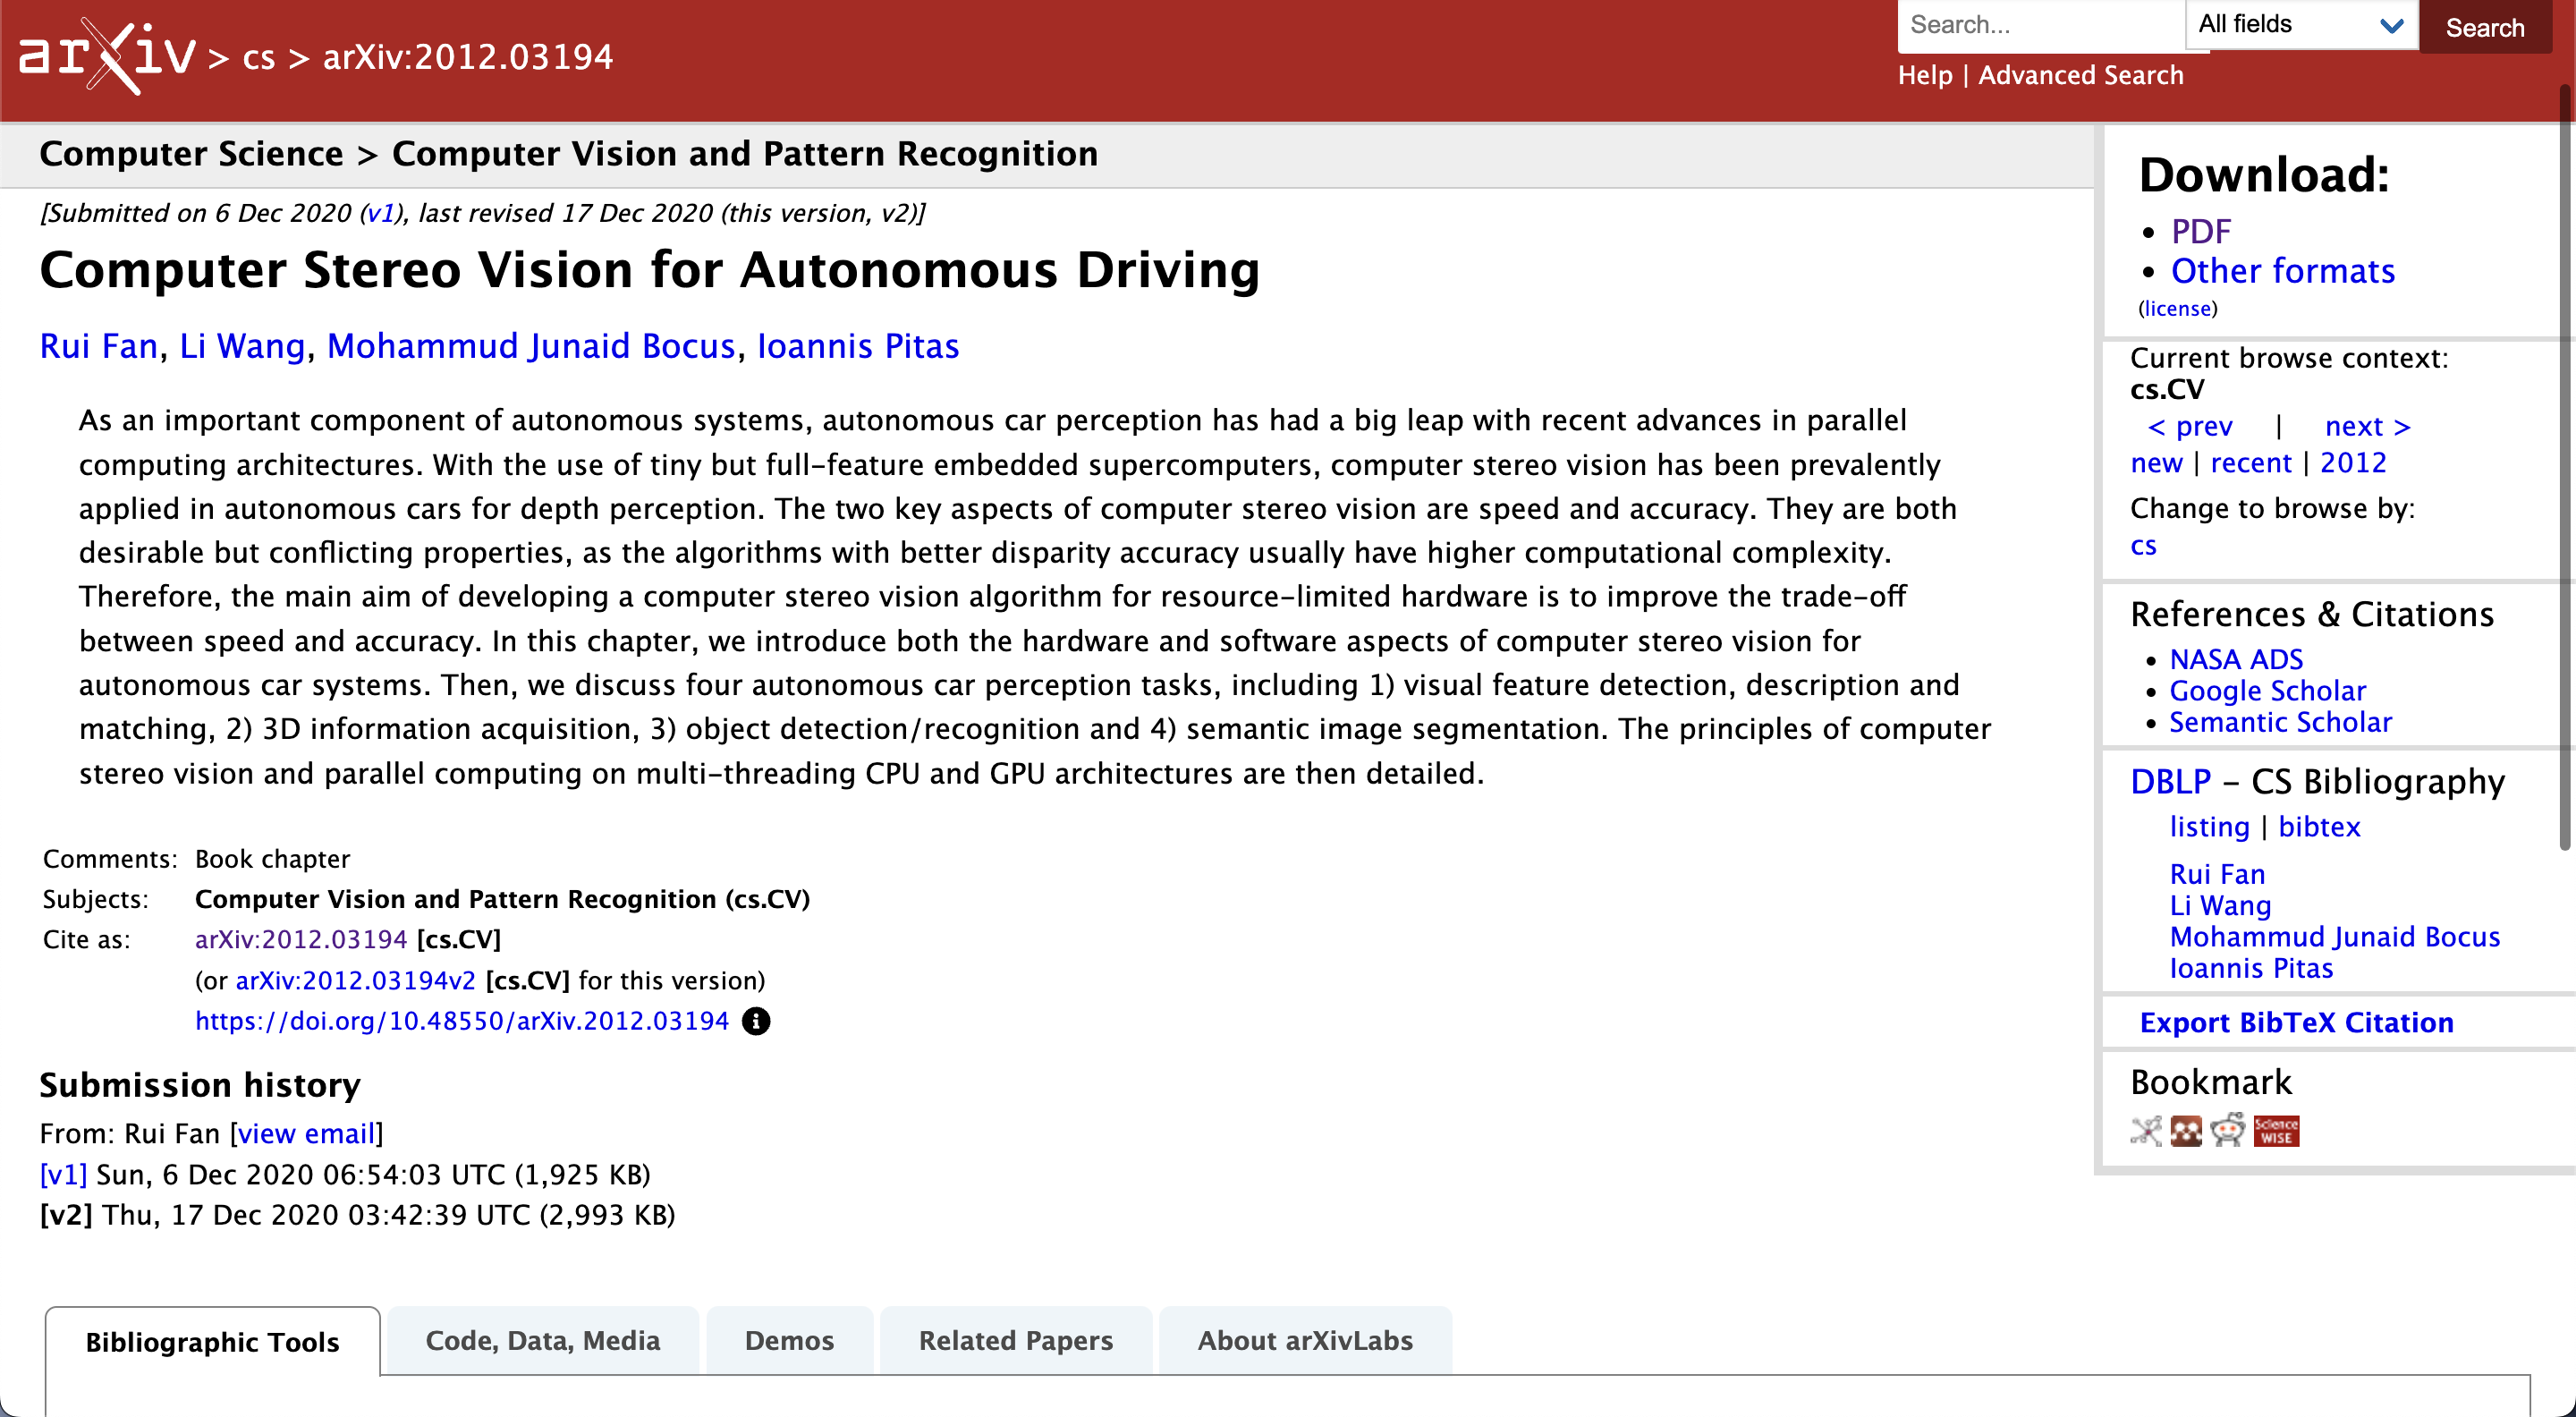 arXiv > cs > arXiv:2012.03194
Search...
All fields
Search
Help | Advanced Search
Computer Science > Computer Vision and Pattern Recognition
[Submitted on 6 Dec 2020 (v1), last revised 17 Dec 2020 (this version, v2)]
Computer Stereo Vision for Autonomous Driving
Rui Fan, Li Wang, Mohammud Junaid Bocus, Ioannis Pitas
As an important component of autonomous systems, autonomous car perception has had a big leap with recent advances in parallel
computing architectures. With the use of tiny but full-feature embedded supercomputers, computer stereo vision has been prevalently
applied in autonomous cars for depth perception. The two key aspects of computer stereo vision are speed and accuracy. They are both
desirable but conflicting properties, as the algorithms with better disparity accuracy usually have higher computational complexity.
Therefore, the main aim of developing a computer stereo vision algorithm for resource-limited hardware is to improve the trade-off
between speed and accuracy. In this chapter, we introduce both the hardware and software aspects of computer stereo vision for
autonomous car systems. Then, we discuss four autonomous car perception tasks, including 1) visual feature detection, description and
matching, 2) 3D information acquisition, 3) object detection/recognition and 4) semantic image segmentation. The principles of computer
stereo vision and parallel computing on multi-threading CPU and GPU architectures are then detailed.
Comments: Book chapter
Subjects: Computer Vision and Pattern Recognition (cs.CV)
Cite as: arXiv:2012.03194 [cs.CV]
(or arXiv:2012.03194v2 [cs.CV] for this version)
https://doi.org/10.48550/arXiv.2012.03194
Submission history
From: Rui Fan [view email]
[v1] Sun, 6 Dec 2020 06:54:03 UTC (1,925 KB)
[v2] Thu, 17 Dec 2020 03:42:39 UTC (2,993 KB)
Bibliographic Tools
Code, Data, Media
Demos
Related Papers
About arXivLabs
Download:
• PDF
• Other formats
(license)
Current browse context:
cs.CV
< prev | next >
new | recent | 2012
Change to browse by:
cs
References & Citations
• NASA ADS
• Google Scholar
• Semantic Scholar
DBLP – CS Bibliography
listing | bibtex
Rui Fan
Li Wang
Mohammud Junaid Bocus
Ioannis Pitas
Export BibTeX Citation
Bookmark
Science
WISE